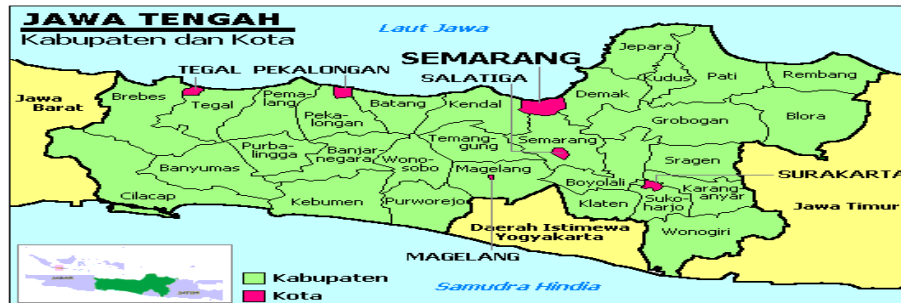 JAWA TENGAH
Kabupaten dan Kota
Laut Jawa
SEMARANG
TEGAL
PEKALONGAN
SALATIGA
Jepara
Kudus
Pati
Rembang
Jawa
Barat
Brebes
Tegal
Pema-
lang
Peka-
longan
Batang
Kendal
Demak
Grobogan
Blora
Purba-
lingga
Banjar-
negara
Wono-
sobo
Temang-
gung
Semarang
Banyumas
Magelang
Boyolali
Sragen
SURAKARTA
Cilacap
Kebumen
Purworejo
Klaten
Suko-
harjo
Karang-
anyar
Jawa Timur
Daerah Istimewa
Yogyakarta
Wonogiri
MAGELANG
Kabupaten
Kota
Samudra Hindia